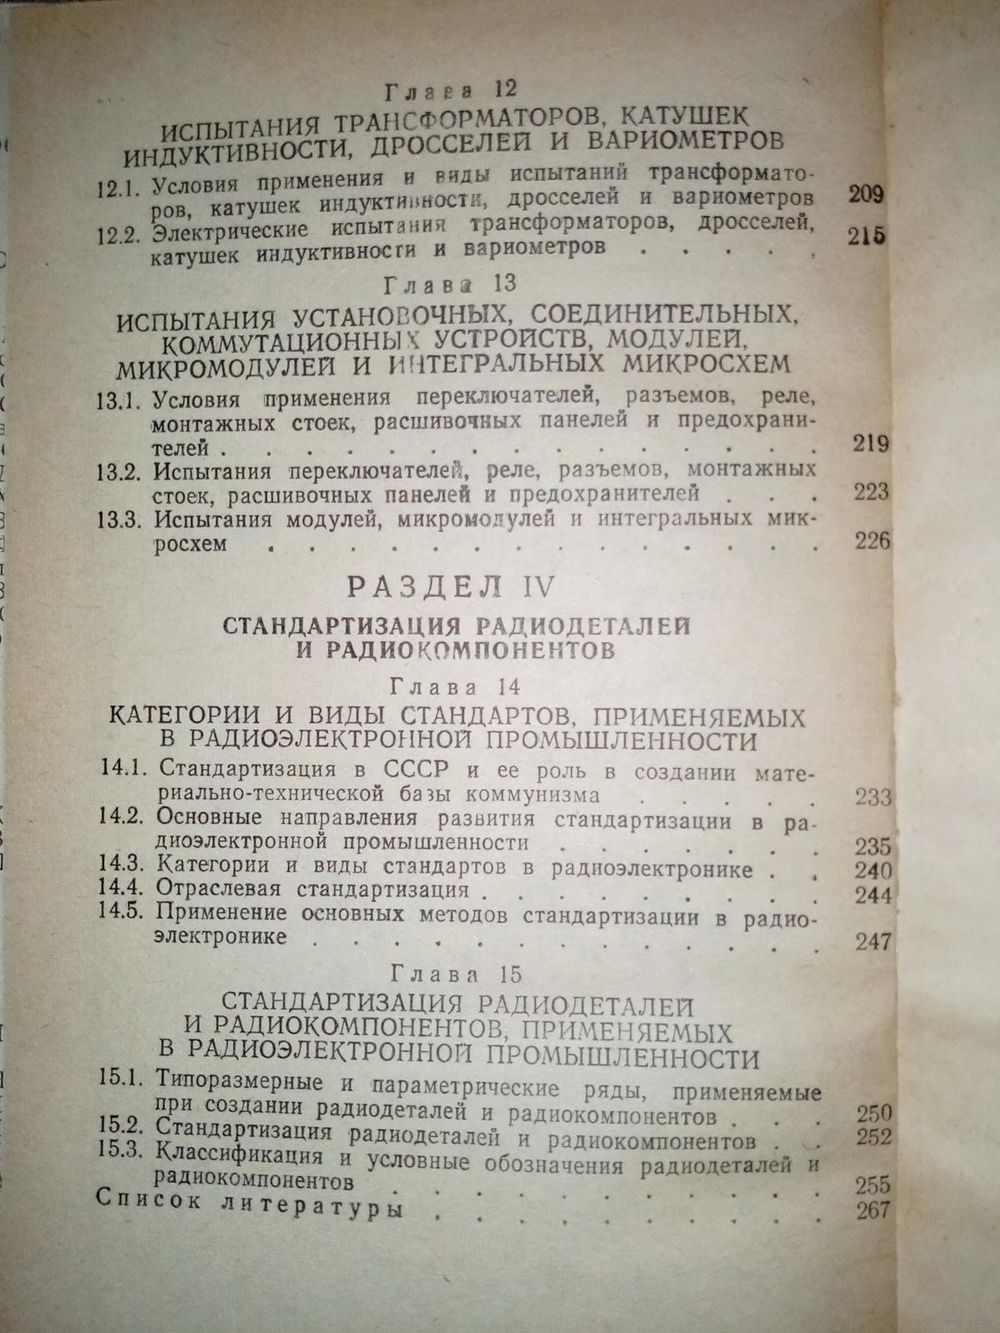 Глава 12
ИСПЫТАНИЯ ТРАНСФОРМАТОРОВ, КАТУШЕК
ИНДУКТИВНОСТИ, ДРОССЕЛЕЙ И ВАРИОМЕТРОВ
12.1. Условия применения и виды испытаний трансформато-
ров, катушек индуктивности, дросселей и вариометров 209
12.2. Электрические испытания трансформаторов, дросселей,
катушек индуктивности и вариометров . . . . . 215
Глава 13
ИСПЫТАНИЯ УСТАНОВОЧНЫХ, СОЕДИНИТЕЛЬНЫХ,
КОММУТАЦИОННЫХ УСТРОЙСТВ, МОДУЛЕЙ,
МИКРОМОДУЛЕЙ И ИНТЕГРАЛЬНЫХ МИКРОСХЕМ
13.1. Условия применения переключателей, разъемов, реле,
монтажных стоек, расшивочных панелей и предохрани-
телей . . . . . . . . . . . . . . . 219
13.2. Испытания переключателей, реле, разъемов, монтажных
стоек, расшивочных панелей и предохранителей . . . 223
13.3. Испытания модулей, микромодулей и интегральных мик-
росхем . . . . . . . . . . . . . . 226
РАЗДЕЛ IV
СТАНДАРТИЗАЦИЯ РАДИОДЕТАЛЕЙ
И РАДИОКОМПОНЕНТОВ
Глава 14
КАТЕГОРИИ И ВИДЫ СТАНДАРТОВ, ПРИМЕНЯЕМЫХ
В РАДИОЭЛЕКТРОННОЙ ПРОМЫШЛЕННОСТИ
14.1. Стандартизация в СССР и ее роль в создании мате-
риально-технической базы коммунизма . . . . . 233
14.2. Основные направления развития стандартизации в ра-
диоэлектронной промышленности . . . . . . . 235
14.3. Категории и виды стандартов в радиоэлектронике . . 240
14.4. Отраслевая стандартизация . . . . . . . . . 244
14.5. Применение основных методов стандартизации в радио-
электронике . . . . . . . . . . . . . 247
Глава 15
СТАНДАРТИЗАЦИЯ РАДИОДЕТАЛЕЙ
И РАДИОКОМПОНЕНТОВ, ПРИМЕНЯЕМЫХ
В РАДИОЭЛЕКТРОННОЙ ПРОМЫШЛЕННОСТИ
15.1. Типоразмерные и параметрические ряды, применяемые
при создании радиодеталей и радиокомпонентов . . . 250
15.2. Стандартизация радиодеталей и радиокомпонентов . . 252
15.3. Классификация и условные обозначения радиодеталей и
радиокомпонентов . . . . . . . . . . . 255
Список литературы . . . . . . . . . . 267